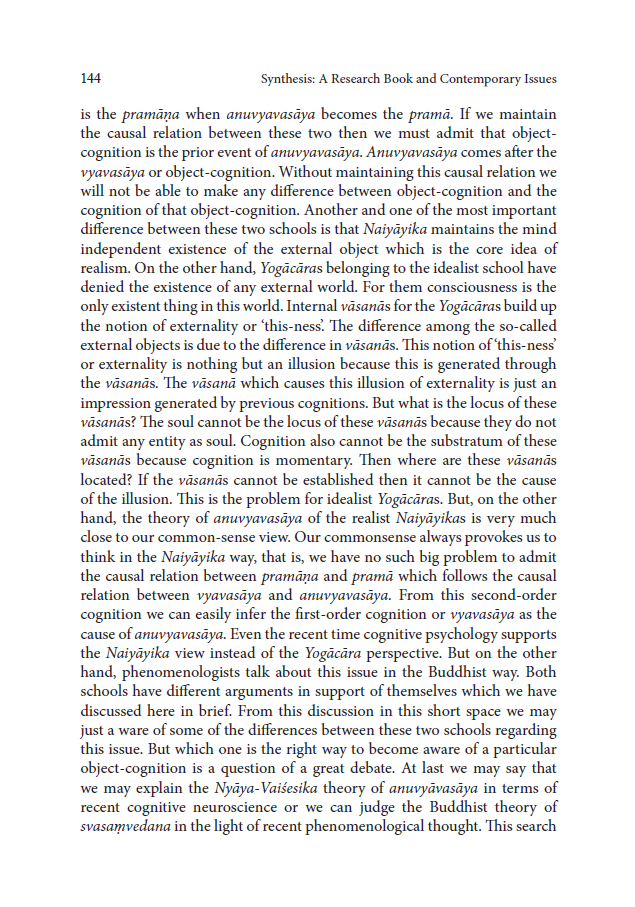 144 Synthesis: A Research Book and Contemporary Issues
is the pramāṇa when anuvyavasāya becomes the pramā. If we maintain
the causal relation between these two then we must admit that object-
cognition is the prior event of anuvyavasāya. Anuvyavasāya comes after the
vyavasāya or object-cognition. Without maintaining this causal relation we
will not be able to make any difference between object-cognition and the
cognition of that object-cognition. Another and one of the most important
difference between these two schools is that Naiyāyika maintains the mind
independent existence of the external object which is the core idea of
realism. On the other hand, Yogācāras belonging to the idealist school have
denied the existence of any external world. For them consciousness is the
only existent thing in this world. Internal vāsanās for the Yogācāras build up
the notion of externality or ‘this-ness’. The difference among the so-called
external objects is due to the difference in vāsanās. This notion of ‘this-ness’
or externality is nothing but an illusion because this is generated through
the vāsanās. The vāsanā which causes this illusion of externality is just an
impression generated by previous cognitions. But what is the locus of these
vāsanās? The soul cannot be the locus of these vāsanās because they do not
admit any entity as soul. Cognition also cannot be the substratum of these
vāsanās because cognition is momentary. Then where are these vāsanās
located? If the vāsanās cannot be established then it cannot be the cause
of the illusion. This is the problem for idealist Yogācāras. But, on the other
hand, the theory of anuvyavasāya of the realist Naiyāyikas is very much
close to our common-sense view. Our commonsense always provokes us to
think in the Naiyāyika way, that is, we have no such big problem to admit
the causal relation between pramāṇa and pramā which follows the causal
relation between vyavasāya and anuvyavasāya. From this second-order
cognition we can easily infer the first-order cognition or vyavasāya as the
cause of anuvyavasāya. Even the recent time cognitive psychology supports
the Naiyāyika view instead of the Yogācāra perspective. But on the other
hand, phenomenologists talk about this issue in the Buddhist way. Both
schools have different arguments in support of themselves which we have
discussed here in brief. From this discussion in this short space we may
just a ware of some of the differences between these two schools regarding
this issue. But which one is the right way to become aware of a particular
object-cognition is a question of a great debate. At last we may say that
we may explain the Nyāya-Vaiśesika theory of anuvyāvasāya in terms of
recent cognitive neuroscience or we can judge the Buddhist theory of
svasaṃvedana in the light of recent phenomenological thought. This search